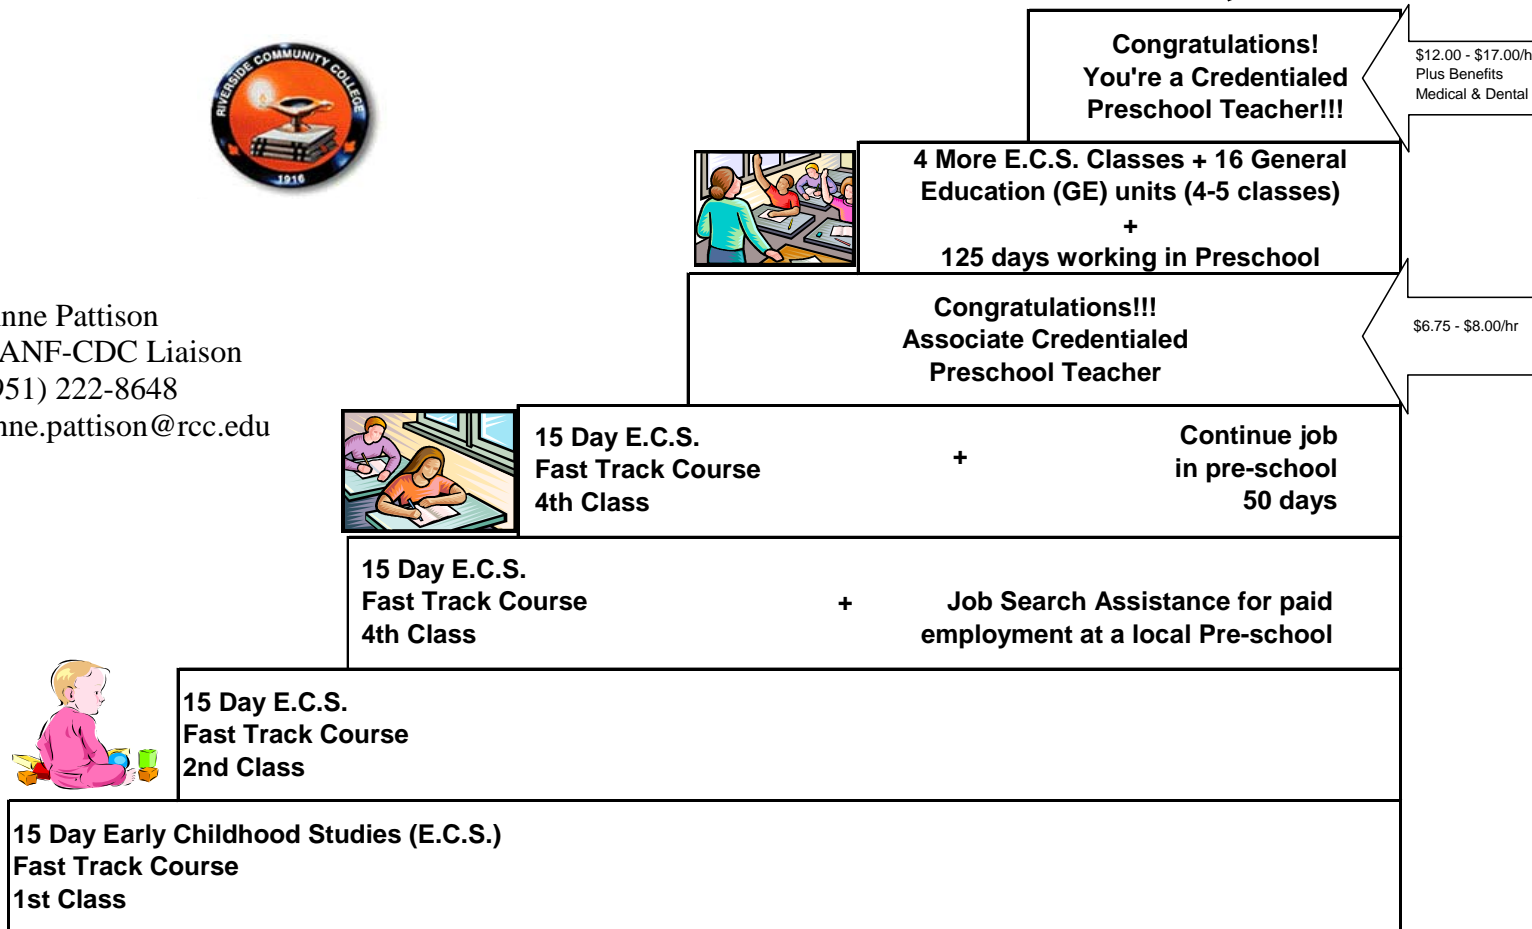 RIVERSIDE COMMUNITY COLLEGE
1916
Congratulations!
You're a Credentialed
Preschool Teacher!!!
$12.00 - $17.00/h
Plus Benefits
Medical & Dental
4 More E.C.S. Classes + 16 General
Education (GE) units (4-5 classes)
+
125 days working in Preschool
Congratulations!!!
Associate Credentialed
Preschool Teacher
$6.75 - $8.00/hr
nne Pattison
ANF-CDC Liaison
951) 222-8648
nne.pattison@rcc.edu
15 Day E.C.S.
Fast Track Course
4th Class
+
Continue job
in pre-school
50 days
15 Day E.C.S.
Fast Track Course
4th Class
+
Job Search Assistance for paid
employment at a local Pre-school
15 Day E.C.S.
Fast Track Course
2nd Class
15 Day Early Childhood Studies (E.C.S.)
Fast Track Course
1st Class